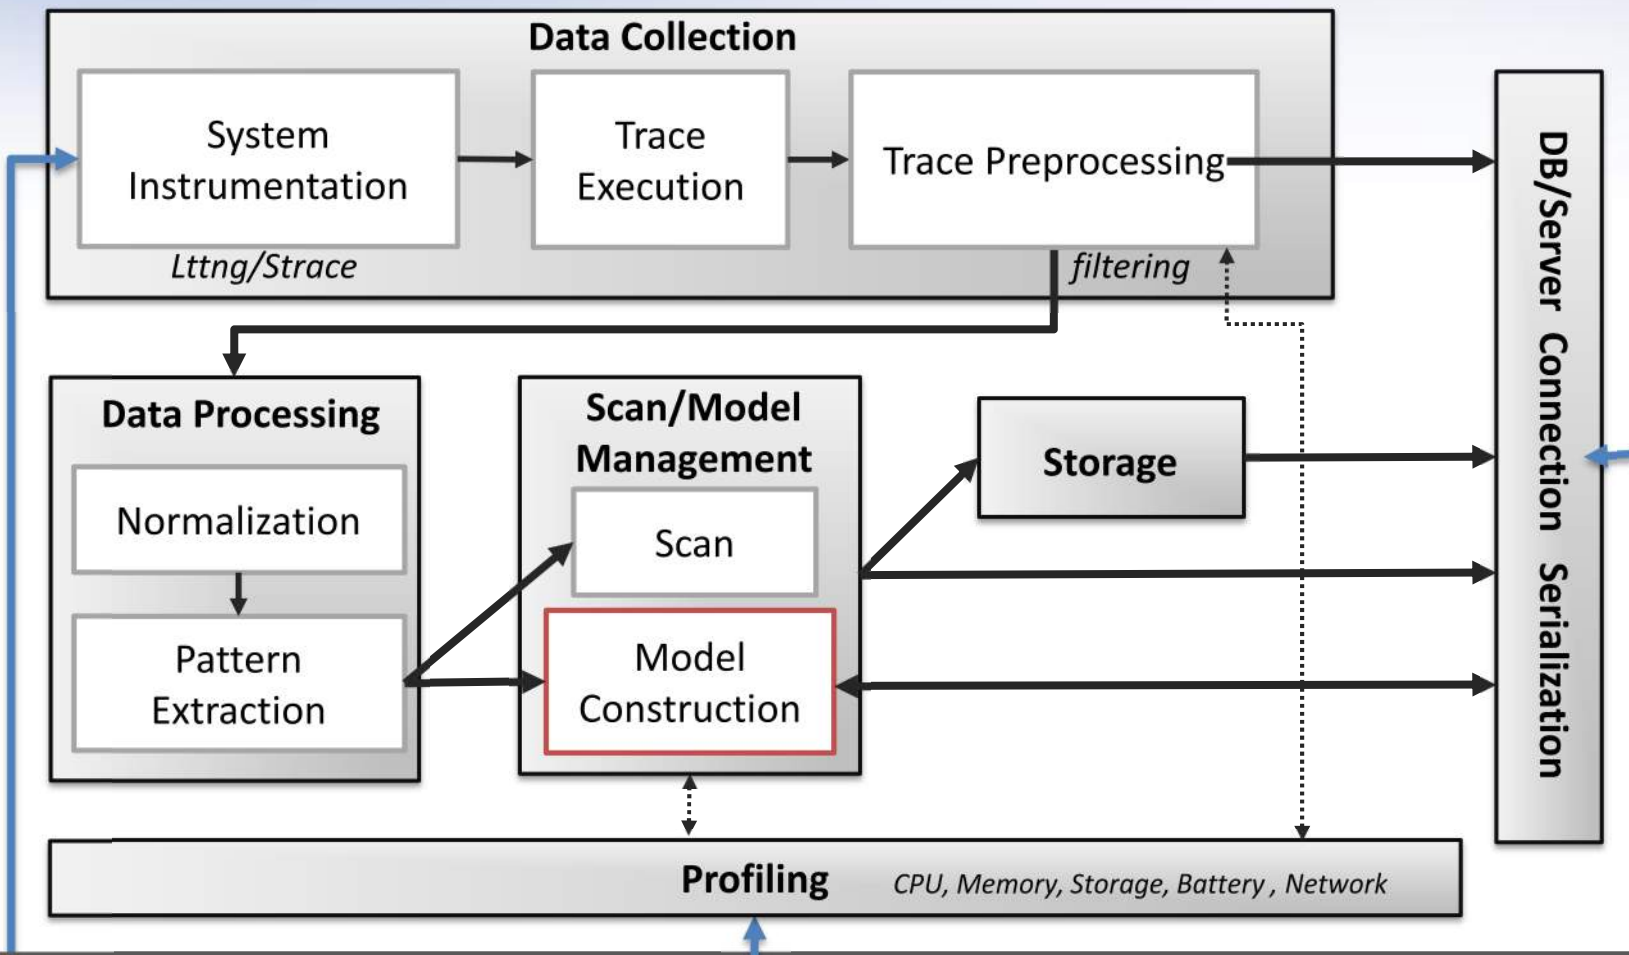 Data Collection
System
Instrumentation
Trace
Execution
Trace Preprocessing
Lttng/Strace
filtering
Data Processing
Normalization
Pattern
Extraction
Scan/Model
Management
Scan
Model
Construction
Storage
DB/Server Connection Serialization
Profiling CPU, Memory, Storage, Battery , Network